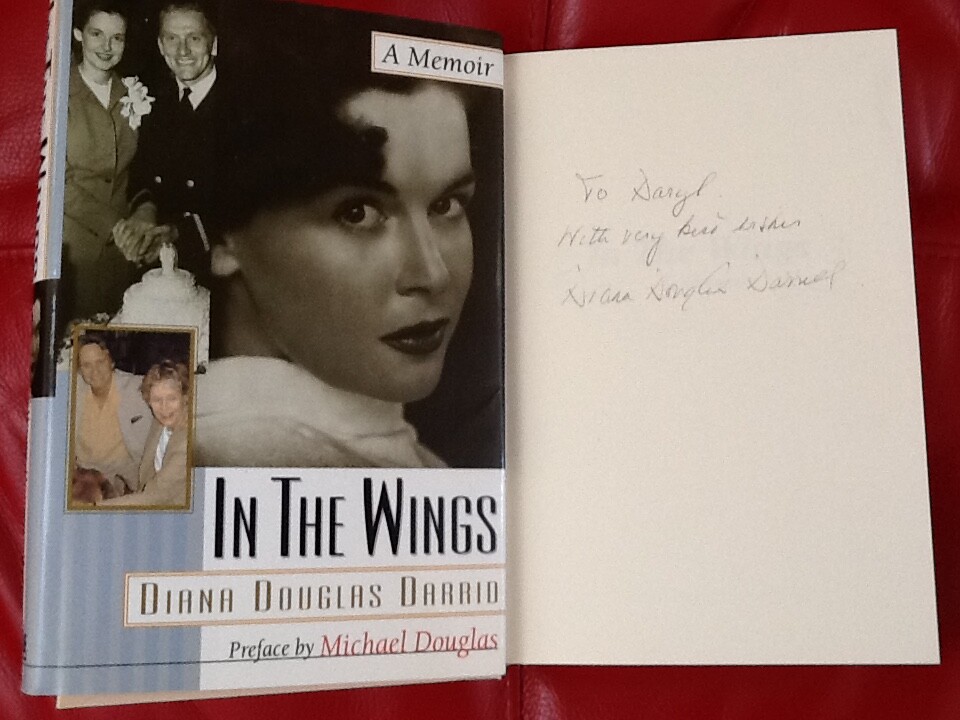 A Memoir
IN THE WINGS
DIANA DOUGLAS DARRID
Preface by Michael Douglas
To Daryl.
With very best wishes
Diana Douglas Darrid